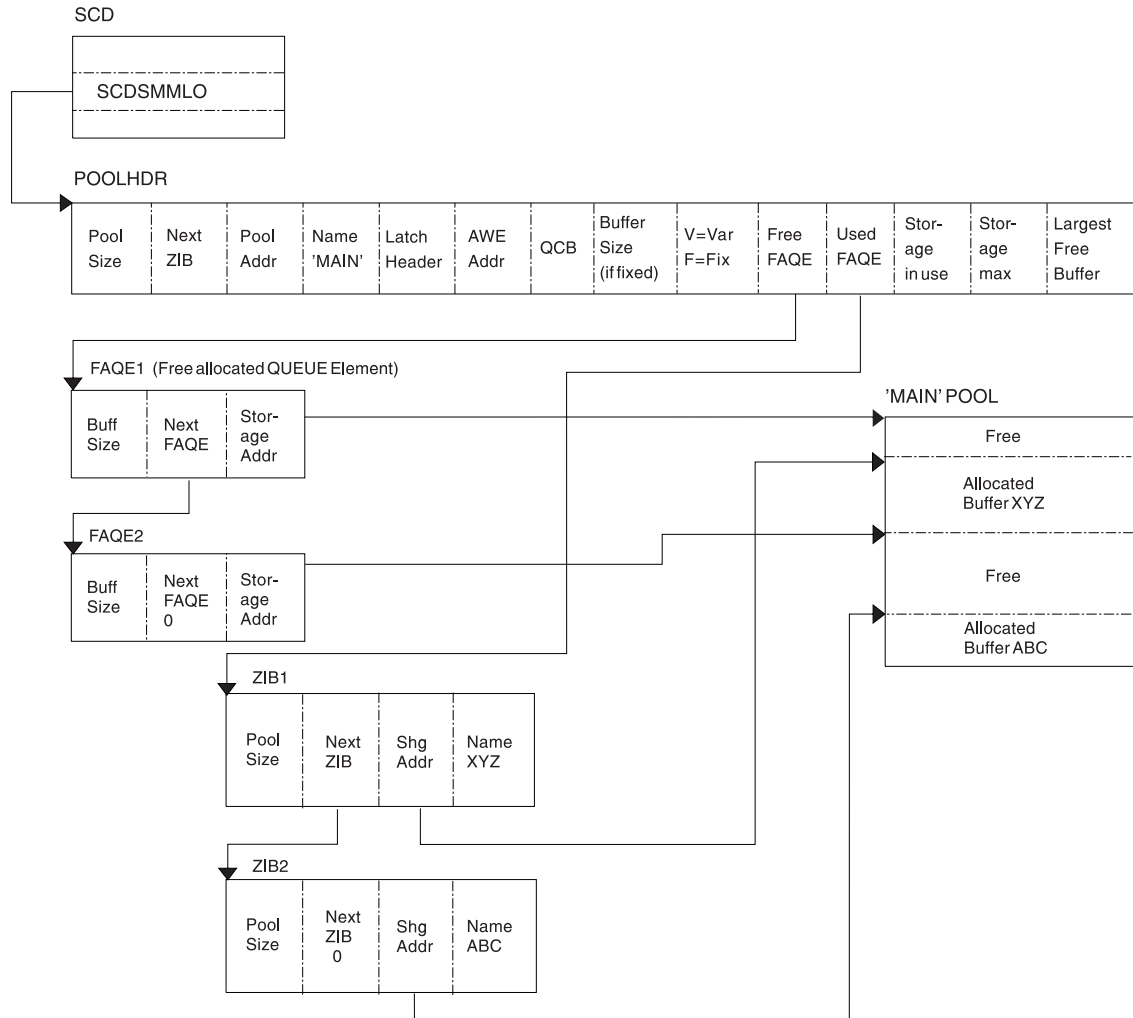 SCD
SCDSMMLO
POOLHDR
Pool
Size
Next
ZIB
Pool
Addr
Name
'MAIN'
Latch
Header
AWE
Addr
QCB
Buffer
Size
(if fixed)
V=Var
F=Fix
Free
FAQE
Used
FAQE
Stor-
age
in use
Stor-
age
max
Largest
Free
Buffer
FAQE1 (Free allocated QUEUE Element)
Buff
Size
Next
FAQE
Stor-
age
Addr
'MAIN' POOL
Free
Allocated
Buffer XYZ
Free
Allocated
Buffer ABC
FAQE2
Buff
Size
Next
FAQE
0
Stor-
age
Addr
ZIB1
Pool
Size
Next
ZIB
Shg
Addr
Name
XYZ
ZIB2
Pool
Size
Next
ZIB
0
Shg
Addr
Name
ABC